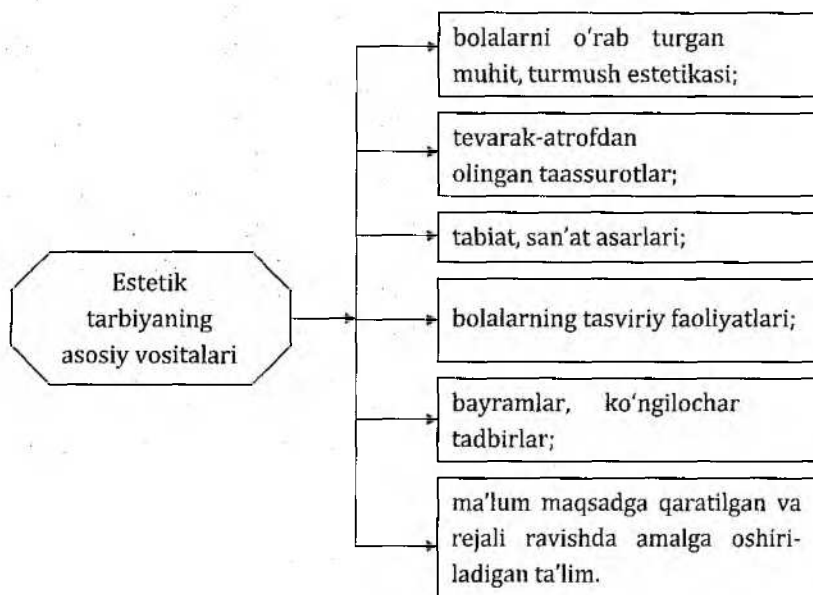 Estetik
tarbiyaning
asosiy vositalari
bolalarni o‘rab turgan
muhit, turmush estetikasi;
tevarak-atrofdan
olingan taassurotlar;
tabiat, san’at asarlari;
bolalarning tasviriy faoliyatlari;
bayramlar, ko‘ngilochar
tadbirlar;
ma’lum maqsadga qaratilgan va
rejali ravishda amalga oshiri-
ladigan ta’lim.